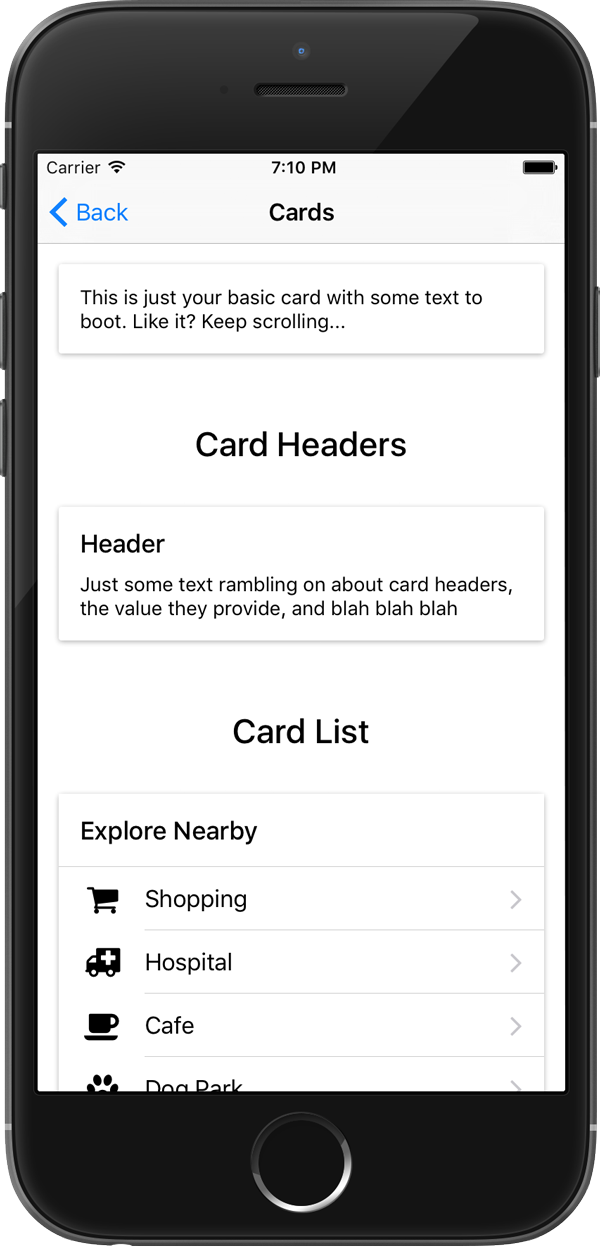 Carrier 7:10 PM
Back Cards
This is just your basic card with some text to
boot. Like it? Keep scrolling...
Card Headers
Header
Just some text rambling on about card headers,
the value they provide, and blah blah blah
Card List
Explore Nearby
Shopping
Hospital
Cafe
Dog Park